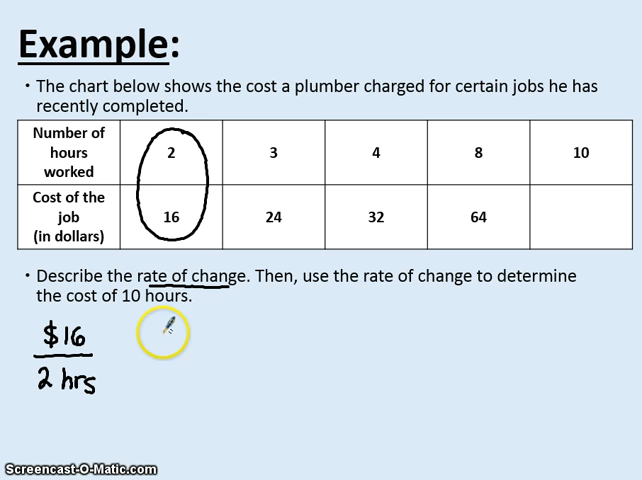 Example:
• The chart below shows the cost a plumber charged for certain jobs he has
recently completed.
Number of
hours
worked
2 3 4 8 10
Cost of the
job
(in dollars)
16 24 32 64
• Describe the rate of change. Then, use the rate of change to determine
the cost of 10 hours.
$16
2 hrs
Screencast-O-Matic.com